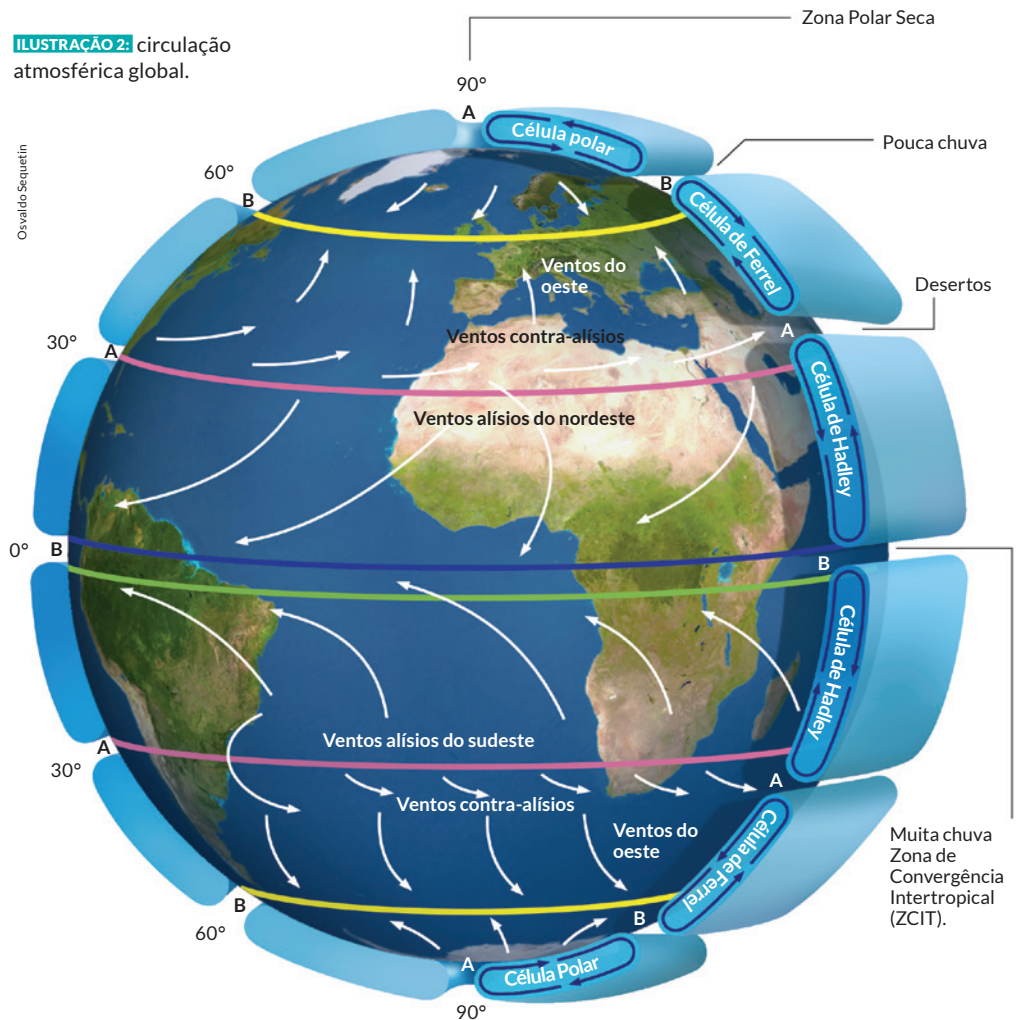 ILUSTRAÇÃO 2: circulação
atmosférica global.
Osvaldo Sequetin
Zona Polar Seca
90°
A
Célula polar
Pouca chuva
60°
B
B
Célula de Ferrel
Ventos do
oeste
Desertos
Ventos contra-alísios
30°
A
A
Célula de Hadley
Ventos alísios do nordeste
0°
B
B
Célula de Hadley
Ventos alísios do sudeste
30°
A
A
Ventos contra-alísios
Ventos do
oeste
Célula de Ferrel
Muita chuva
Zona de
Convergência
Intertropical
(ZCIT).
60°
B
B
A
Célula Polar
90°